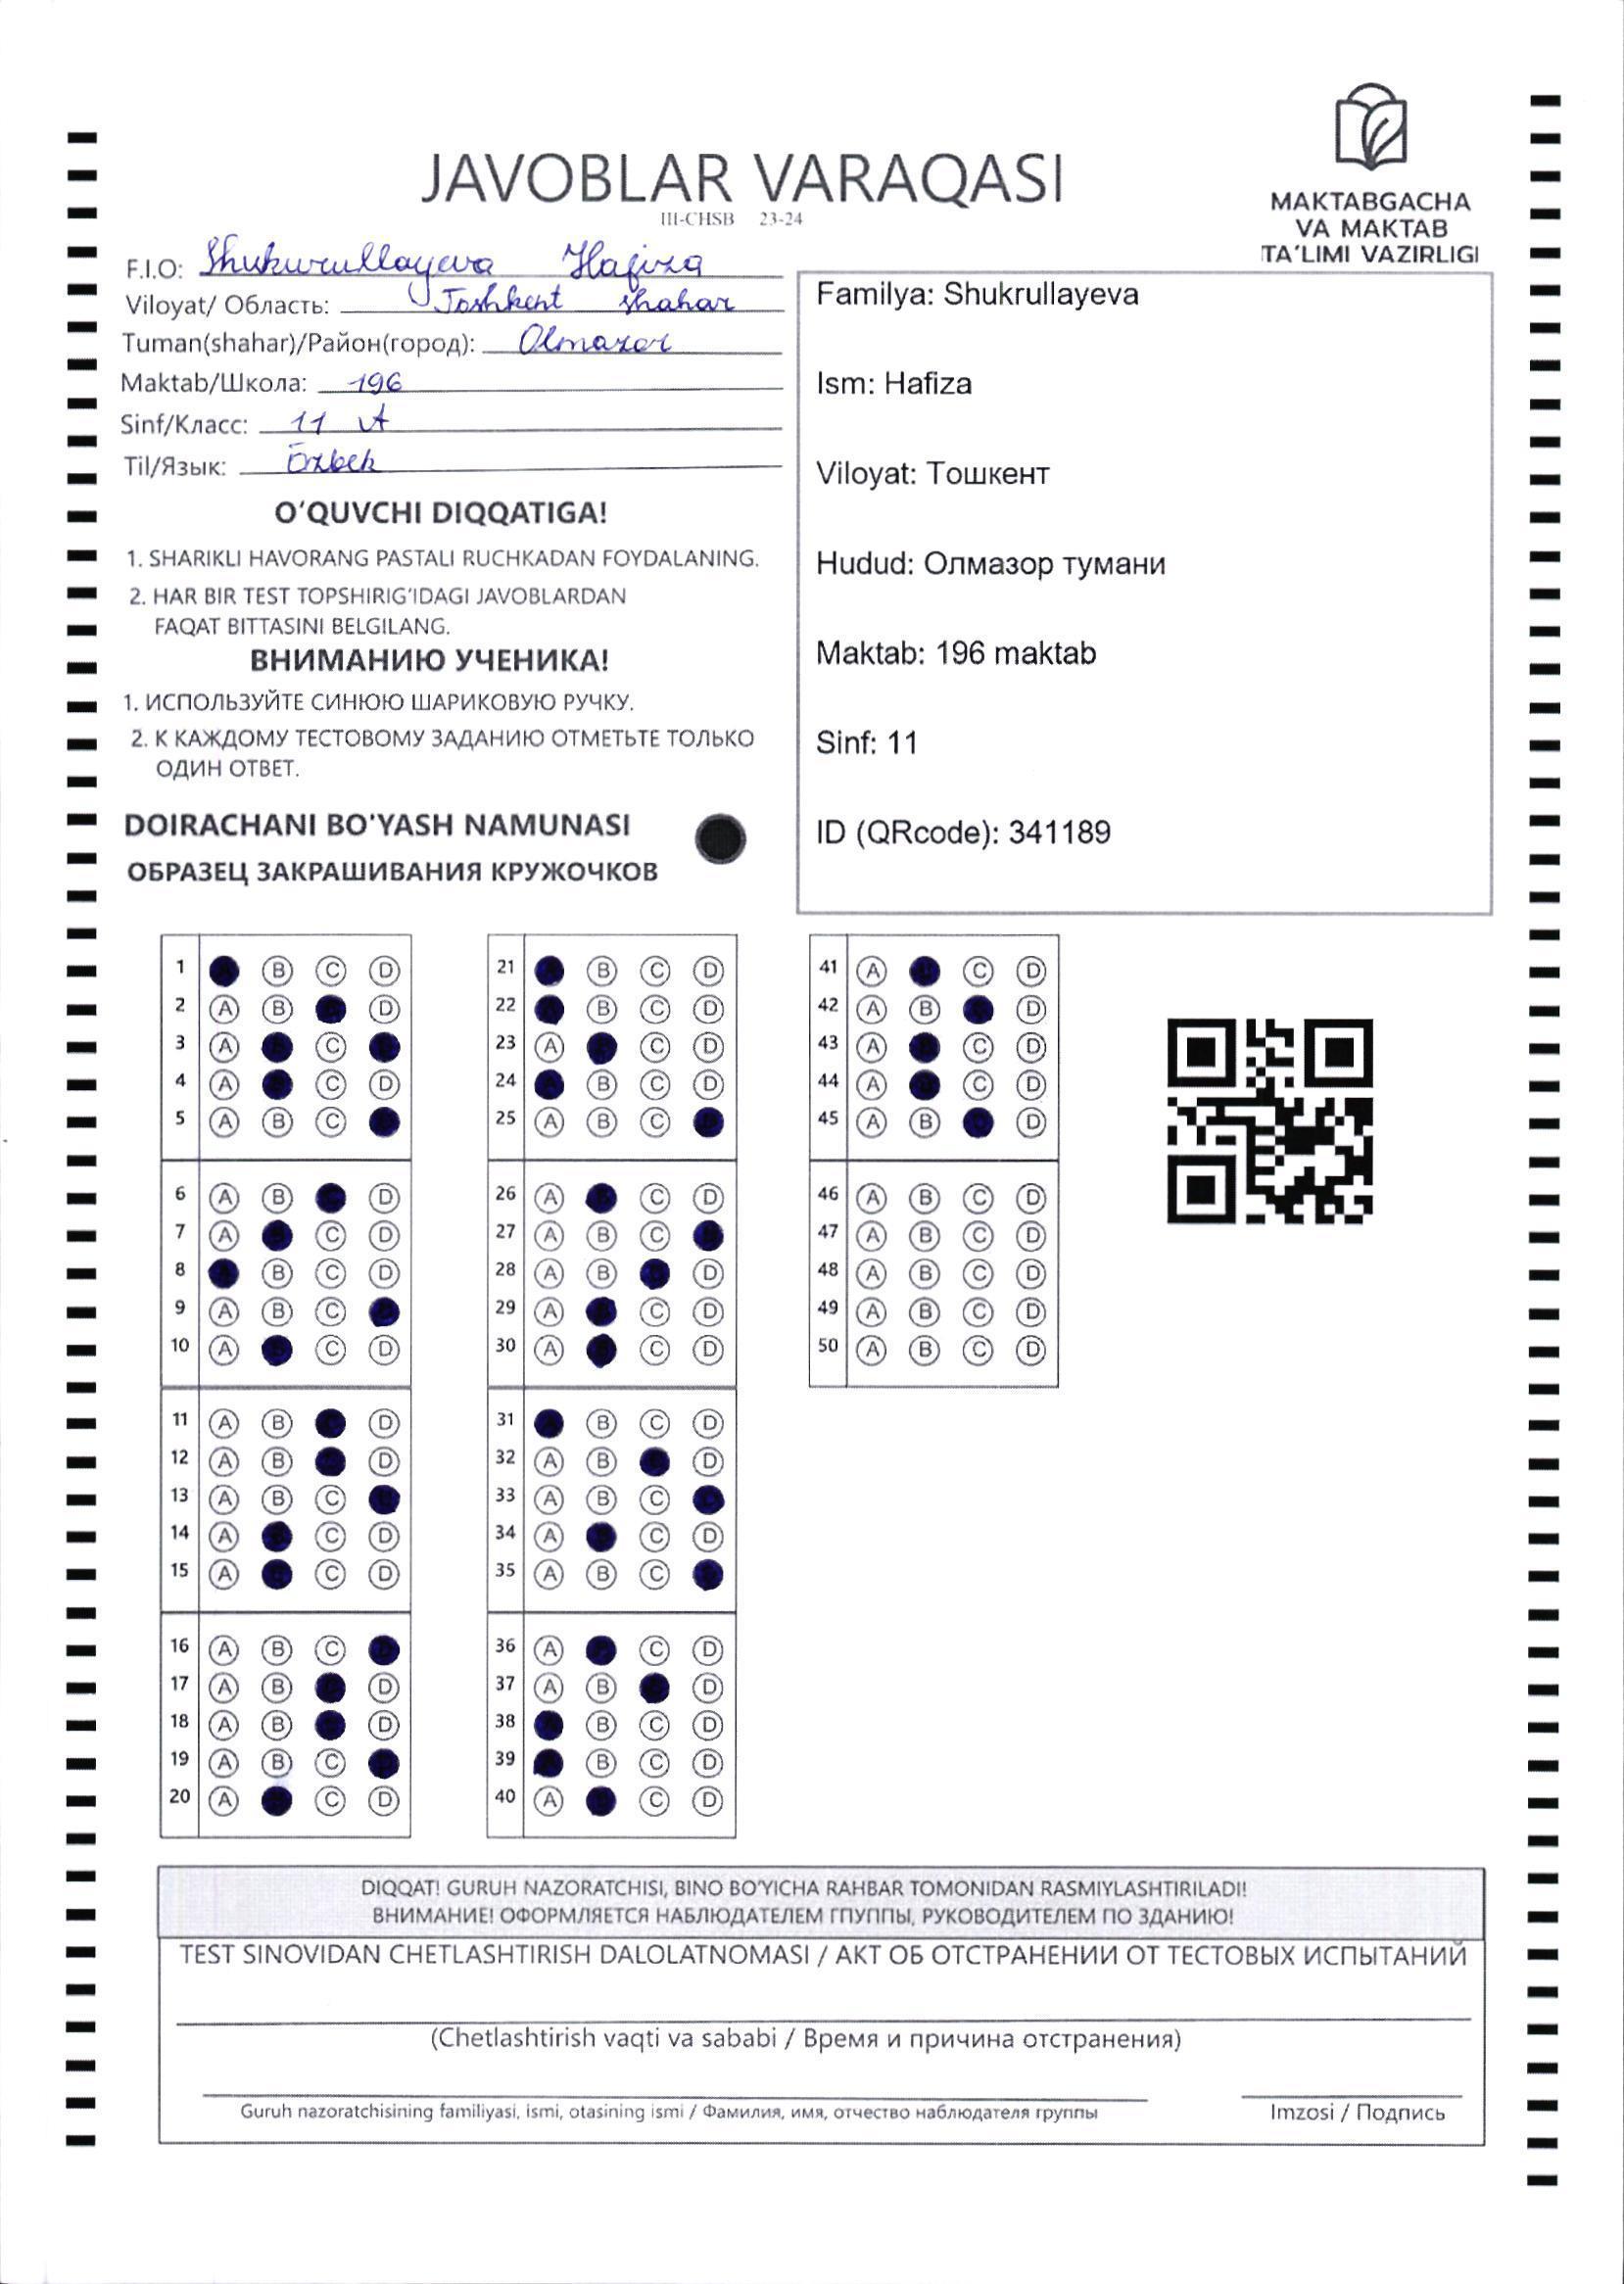 JAVOBLAR VARAQASI
III-CHSB 23-24
MAKTABGACHA
VA MAKTAB
TA'LIMI VAZIRLIGI
F.I.O: Shukurullayeva Hafiza
Viloyat/ Область: Toshkent shahar
Tuman(shahar)/Район(город): Olmazor
Maktab/Школа: 196
Sinf/Класс: 11 A
Til/Язык: Ozbek
O‘QUVCHI DIQQATIGA!
1. SHARIKLI HAVORANG PASTALI RUCHKADAN FOYDALANING.
2. HAR BIR TEST TOPSHIRIG‘IDAGI JAVOBLARDAN
FAQAT BITTASINI BELGILANG.
ВНИМАНИЮ УЧЕНИКА!
1. ИСПОЛЬЗУЙТЕ СИНЮЮ ШАРИКОВУЮ РУЧКУ.
2. К КАЖДОМУ ТЕСТОВОМУ ЗАДАНИЮ ОТМЕТЬТЕ ТОЛЬКО
ОДИН ОТВЕТ.
DOIRACHANI BO'YASH NAMUNASI
ОБРАЗЕЦ ЗАКРАШИВАНИЯ КРУЖОЧКОВ
Familya: Shukrullayeva
Ism: Hafiza
Viloyat: Тошкент
Hudud: Олмазор тумани
Maktab: 196 maktab
Sinf: 11
ID (QRcode): 341189
1 B C D
2 A B D
3 A C
4 A C D
5 A B C
6 A B D
7 A C D
8 B C D
9 A B C
10 A C D
11 A B D
12 A B D
13 A B C
14 A C D
15 A C D
16 A B C
17 A B D
18 A B D
19 A B C
20 A C D
21 B C D
22 B C D
23 A C D
24 B C D
25 A B C
26 A C D
27 A B C
28 A B D
29 A C D
30 A C D
31 B C D
32 A B D
33 A B C
34 A C D
35 A B C
36 A C D
37 A B D
38 B C D
39 B C D
40 A C D
41 A C D
42 A B D
43 A C D
44 A C D
45 A B D
46 A B C D
47 A B C D
48 A B C D
49 A B C D
50 A B C D
DIQQAT! GURUH NAZORATCHISI, BINO BO‘YICHA RAHBAR TOMONIDAN RASMIYLASHTIRILADI!
ВНИМАНИЕ! ОФОРМЛЯЕТСЯ НАБЛЮДАТЕЛЕМ ГПУППЫ, РУКОВОДИТЕЛЕМ ПО ЗДАНИЮ!
TEST SINOVIDAN CHETLASHTIRISH DALOLATNOMASI / АКТ ОБ ОТСТРАНЕНИИ ОТ ТЕСТОВЫХ ИСПЫТАНИЙ
(Chetlashtirish vaqti va sababi / Время и причина отстранения)
Guruh nazoratchisining familiyasi, ismi, otasining ismi / Фамилия, имя, отчество наблюдателя группы
Imzosi / Подпись